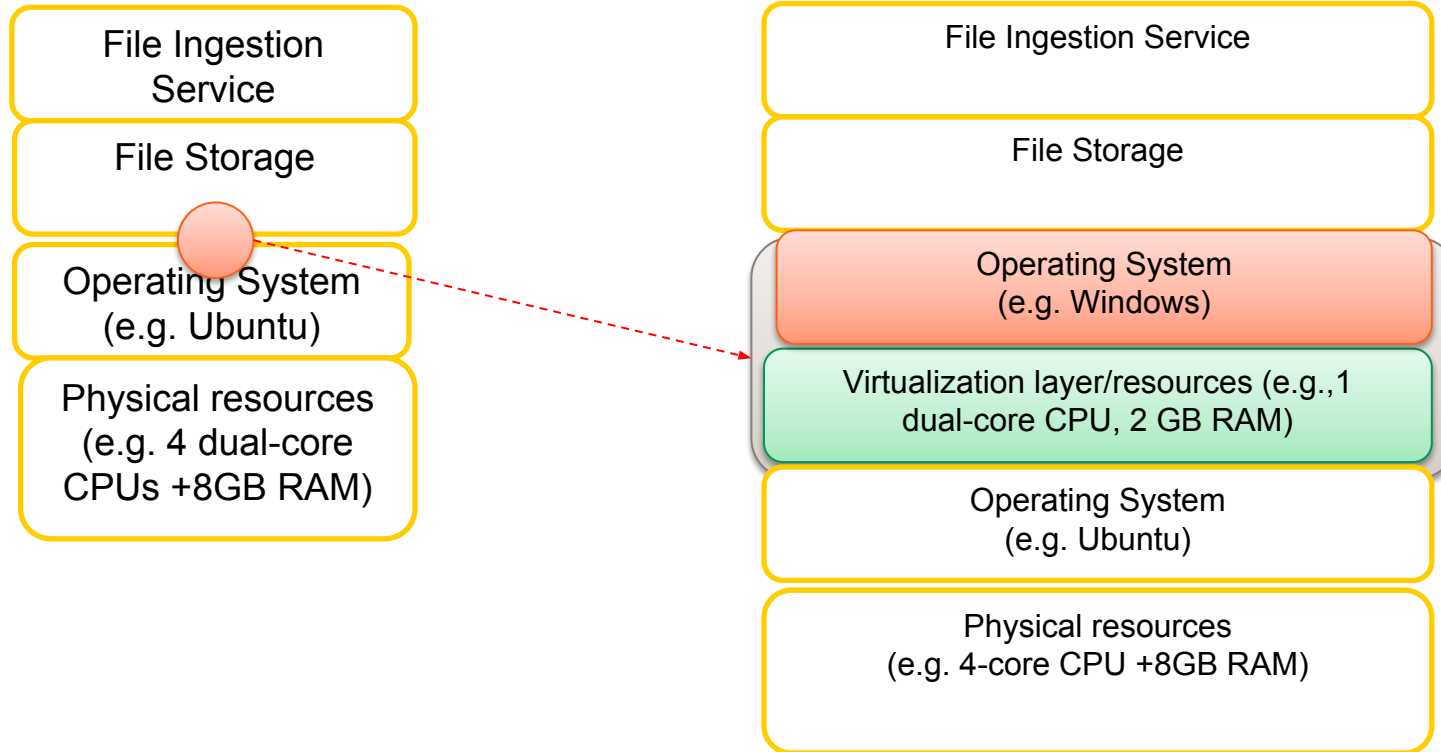 File Ingestion
Service
File Storage
Operating System
(e.g. Ubuntu)
Physical resources
(e.g. 4 dual-core
CPUs +8GB RAM)
File Ingestion Service
File Storage
Operating System
(e.g. Windows)
Virtualization layer/resources (e.g.,1
dual-core CPU, 2 GB RAM)
Operating System
(e.g. Ubuntu)
Physical resources
(e.g. 4-core CPU +8GB RAM)